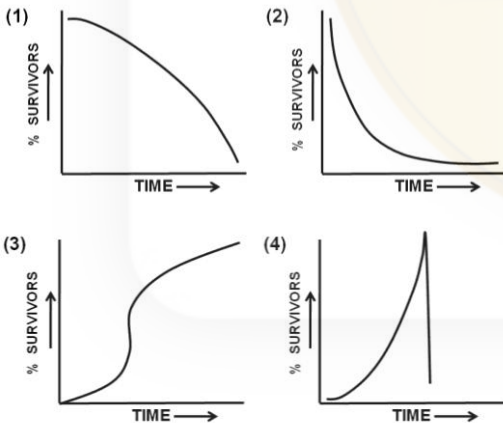 (1)
% SURVIVORS
TIME
(2)
% SURVIVORS
TIME
(3)
% SURVIVORS
TIME
(4)
% SURVIVORS
TIME